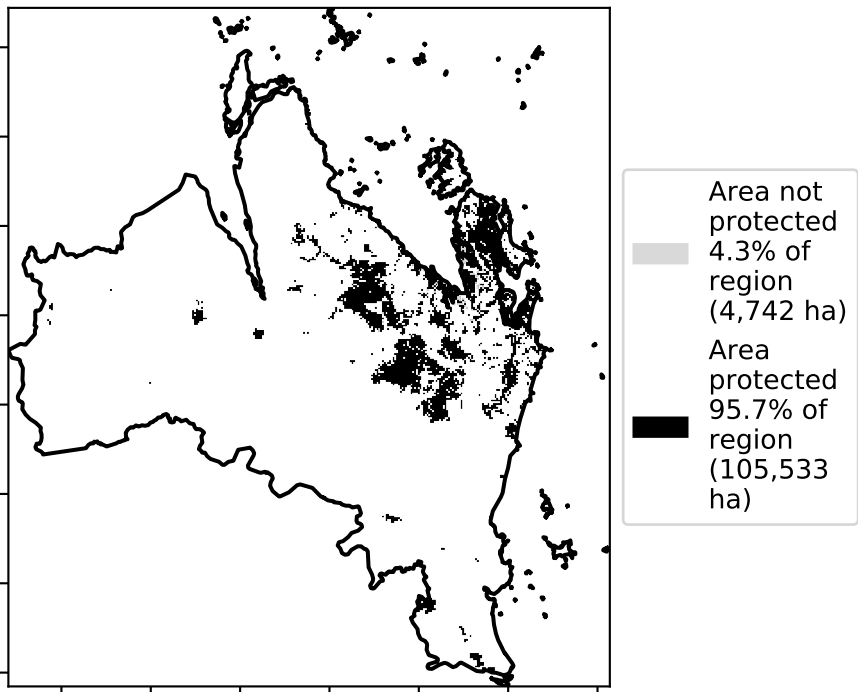 Area not
protected
4.3% of
region
(4,742 ha)
Area
protected
95.7% of
region
(105,533
ha)